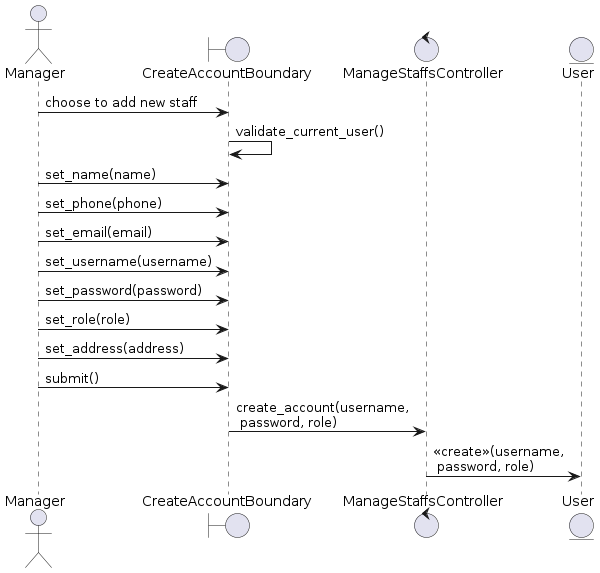 Manager
CreateAccountBoundary
ManageStaffsController
User
choose to add new staff
validate_current_user()
set_name(name)
set_phone(phone)
set_email(email)
set_username(username)
set_password(password)
set_role(role)
set_address(address)
submit()
create_account(username,
password, role)
«create»(username,
password, role)
Manager
CreateAccountBoundary
ManageStaffsController
User